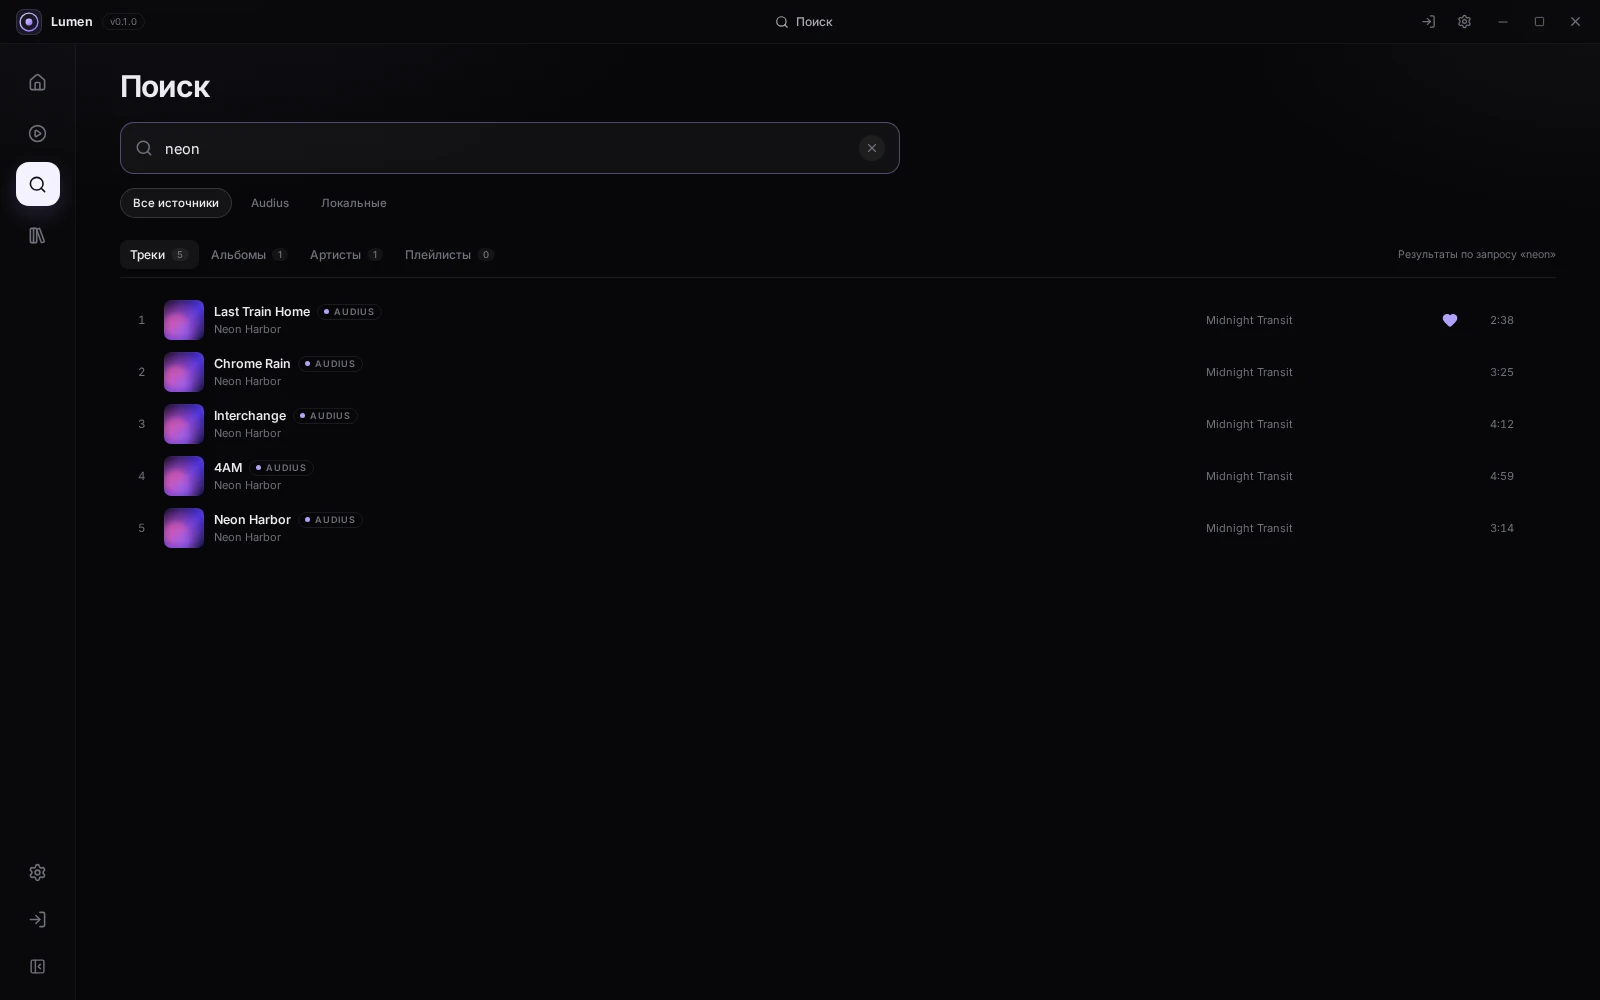 Lumen v0.1.0
Поиск
Поиск
neon
Все источники Audius Локальные
Треки 5 Альбомы 1 Артисты 1 Плейлисты 0 Результаты по запросу «neon»
1 Last Train Home AUDIUS Midnight Transit 2:38
Neon Harbor
2 Chrome Rain AUDIUS Midnight Transit 3:25
Neon Harbor
3 Interchange AUDIUS Midnight Transit 4:12
Neon Harbor
4 4AM AUDIUS Midnight Transit 4:59
Neon Harbor
5 Neon Harbor AUDIUS Midnight Transit 3:14
Neon Harbor